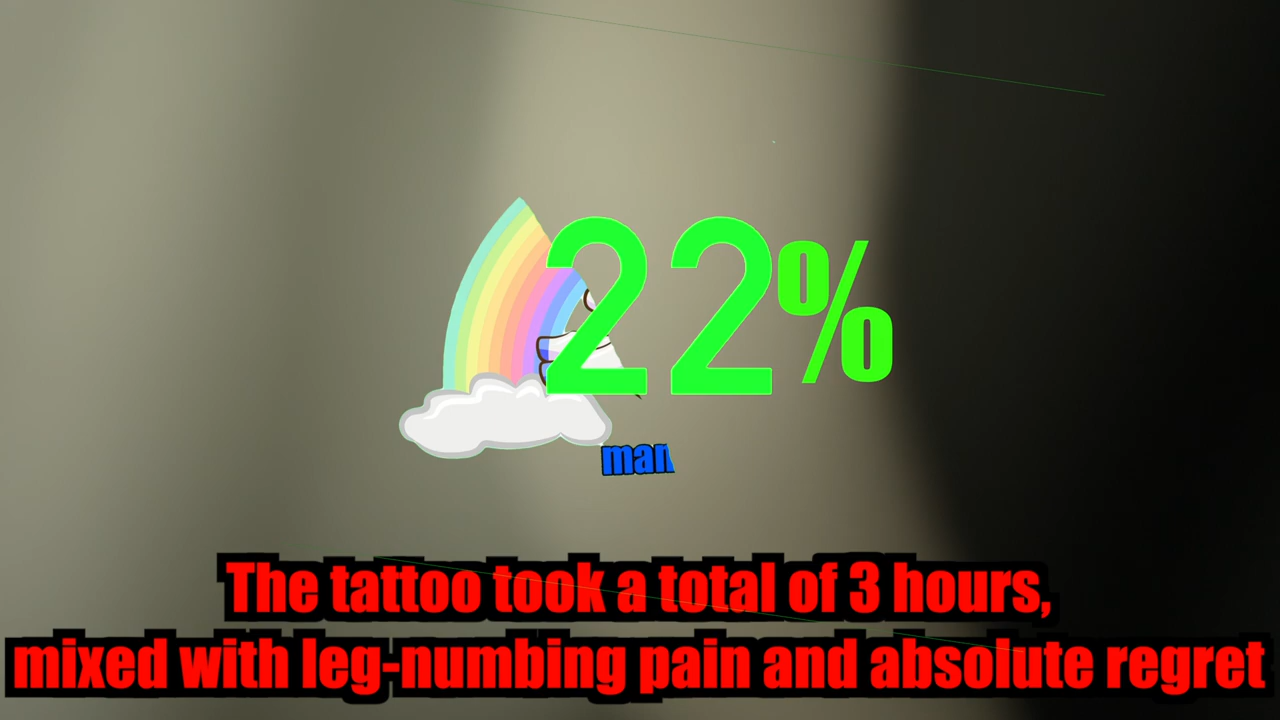 22%
man
The tattoo took a total of 3 hours,
mixed with leg-numbing pain and absolute regret